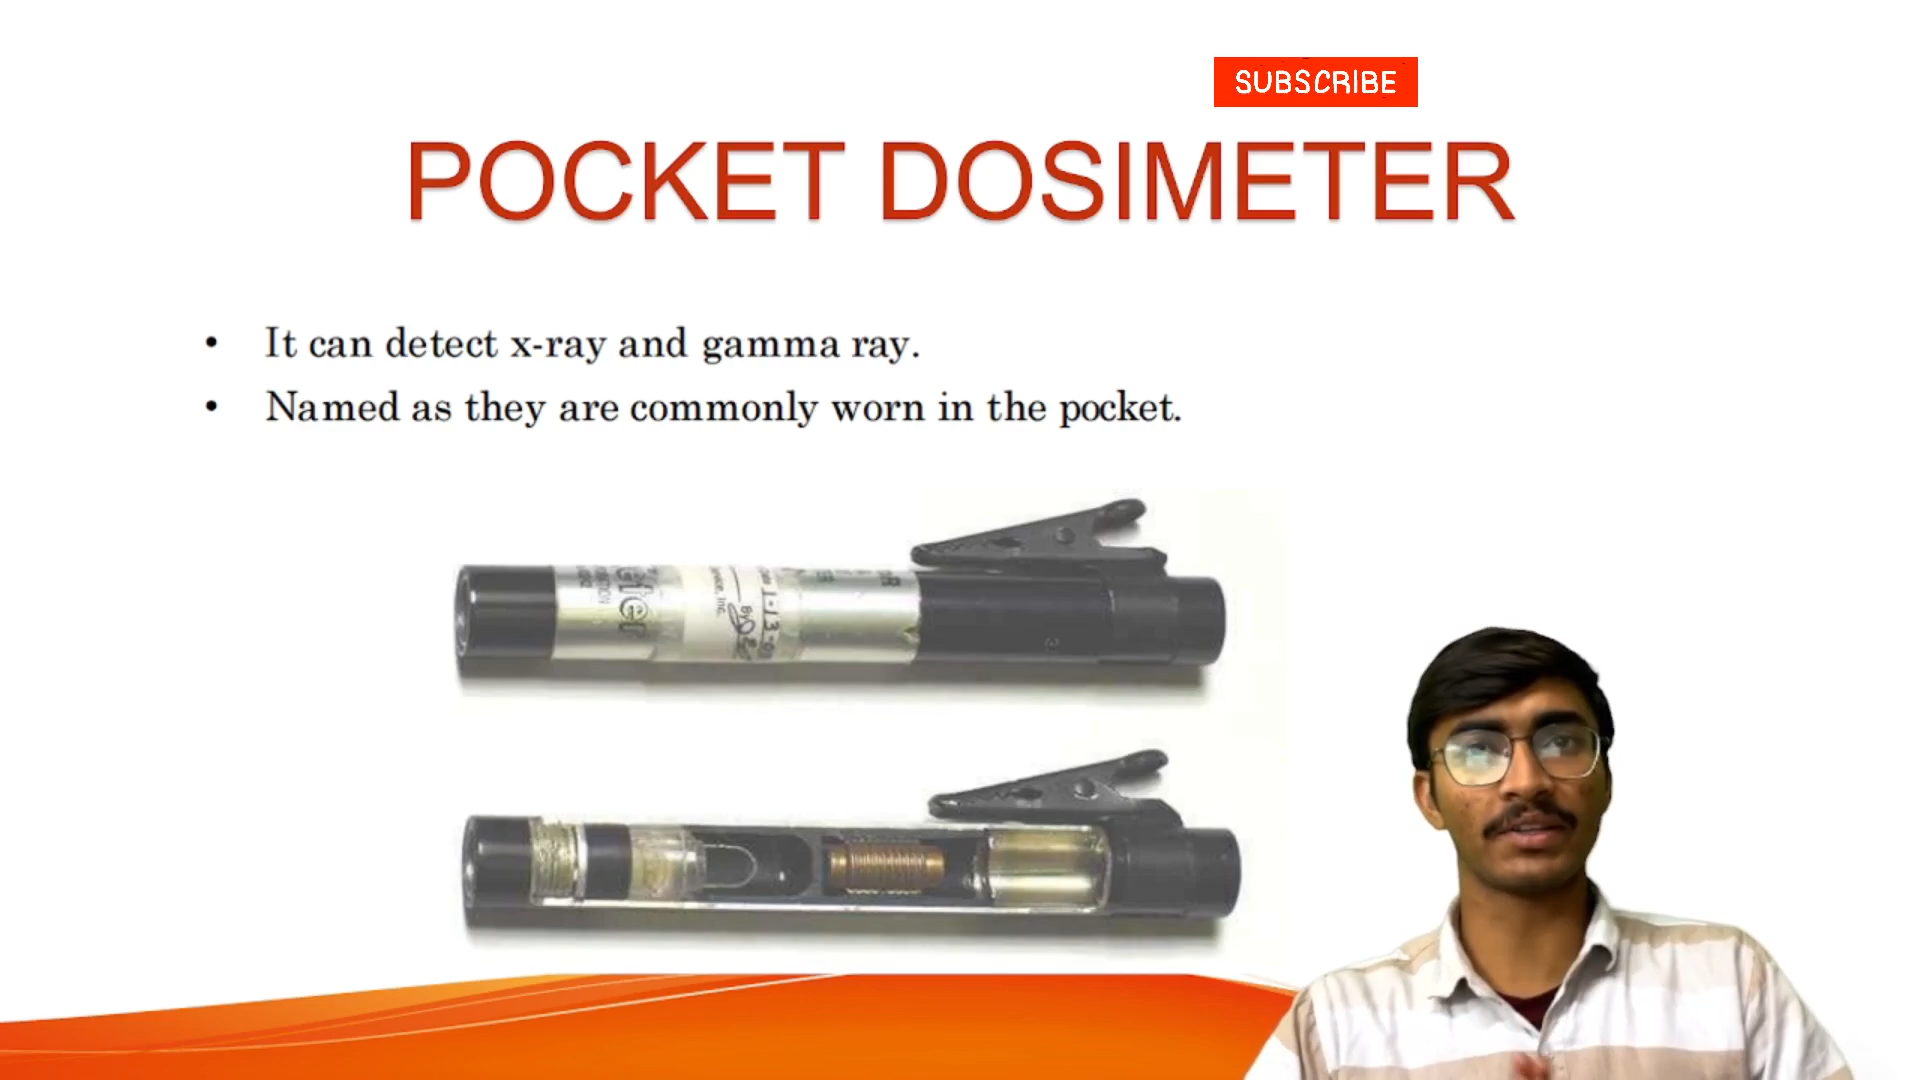 SUBSCRIBE
POCKET DOSIMETER
• It can detect x-ray and gamma ray.
• Named as they are commonly worn in the pocket.